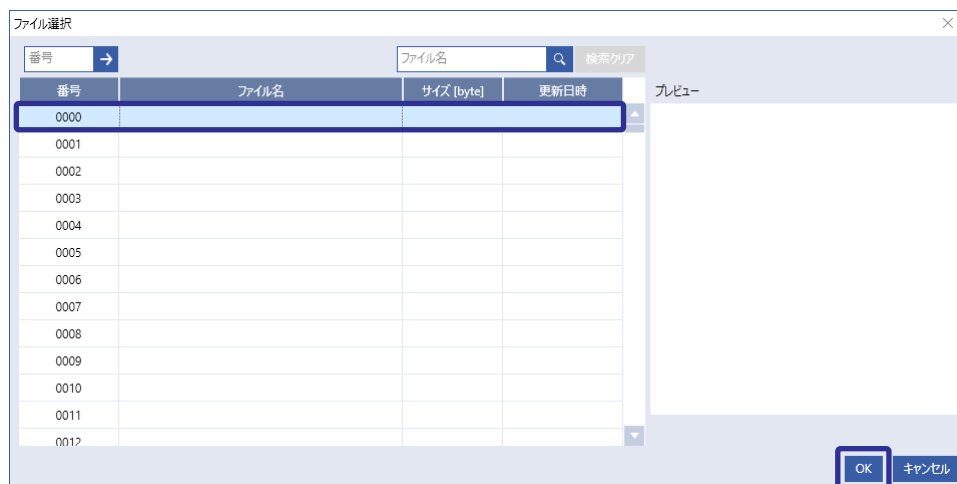 ファイル選択
番号
ファイル名
検索クリア
番号 ファイル名 サイズ [byte] 更新日時
プレビュー
0000
0001
0002
0003
0004
0005
0006
0007
0008
0009
0010
0011
0012
OK キャンセル